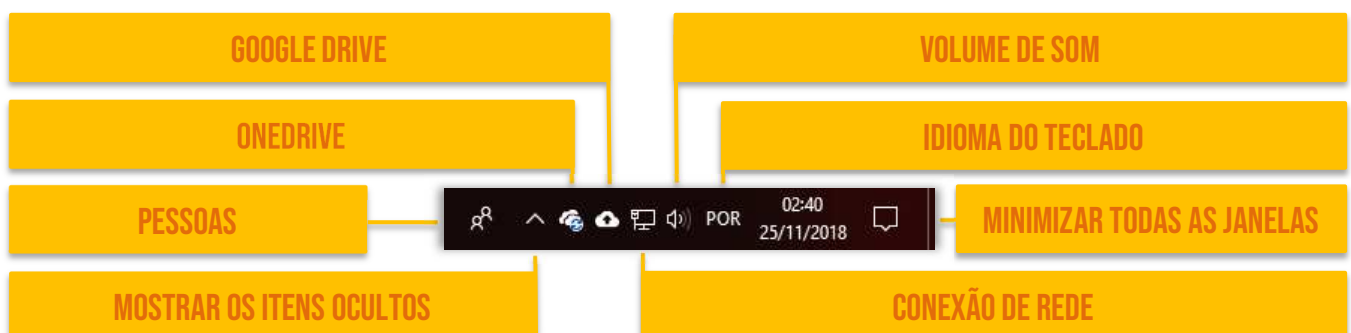 GOOGLE DRIVE
VOLUME DE SOM
ONEDRIVE
IDIOMA DO TECLADO
PESSOAS
POR
02:40
25/11/2018
MINIMIZAR TODAS AS JANELAS
MOSTRAR OS ITENS OCULTOS
CONEXÃO DE REDE